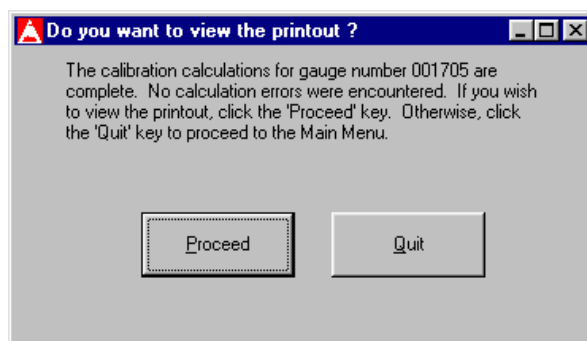 Do you want to view the printout ?
The calibration calculations for gauge number 001705 are
complete.  No calculation errors were encountered.  If you wish
to view the printout, click the 'Proceed' key.  Otherwise, click
the 'Quit' key to proceed to the Main Menu.
Proceed
Quit